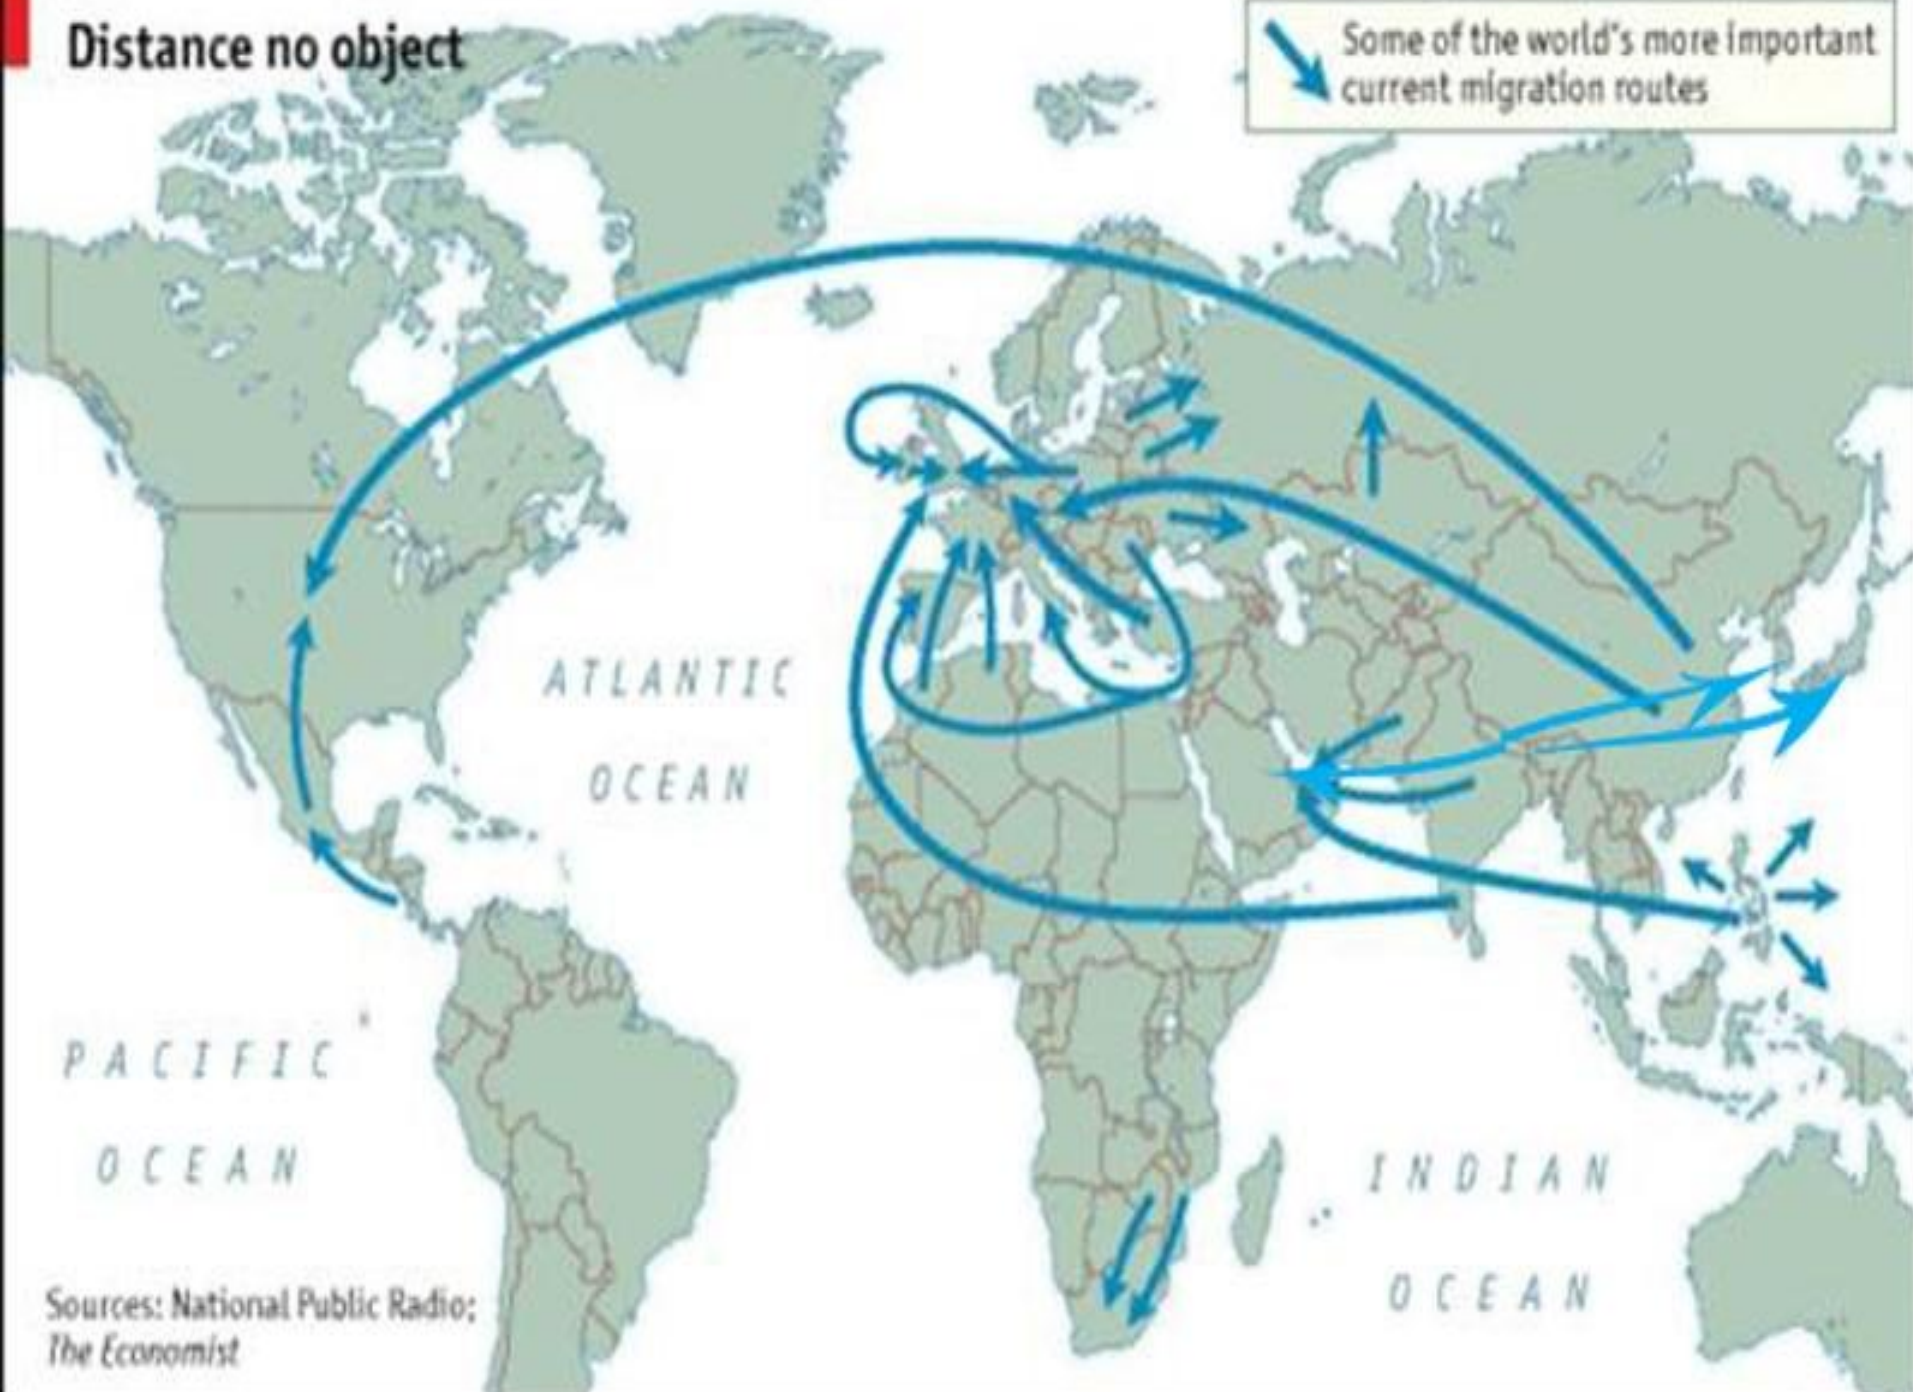 Distance no object
Some of the world's more important
current migration routes
ATLANTIC
OCEAN
PACIFIC
OCEAN
INDIAN
OCEAN
Sources: National Public Radio;
The Economist